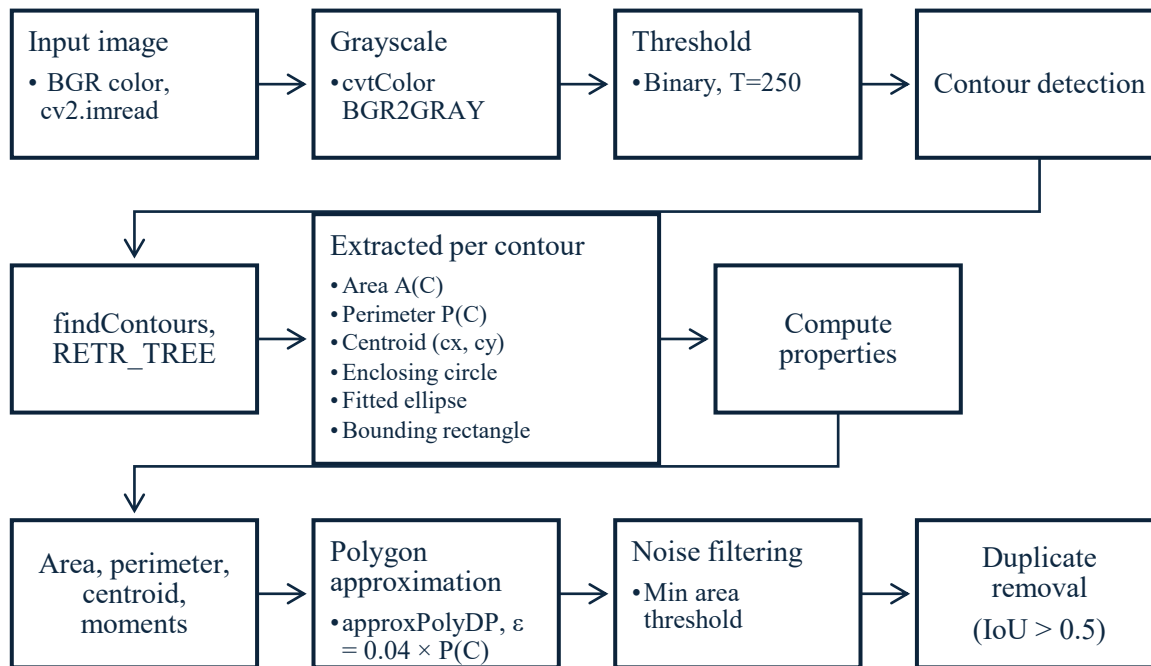 Input image
• BGR color,
cv2.imread
Grayscale
• cvtColor
BGR2GRAY
Threshold
• Binary, T=250
Contour detection
findContours,
RETR_TREE
Extracted per contour
• Area A(C)
• Perimeter P(C)
• Centroid (cx, cy)
• Enclosing circle
• Fitted ellipse
• Bounding rectangle
Compute
properties
Area, perimeter,
centroid,
moments
Polygon
approximation
• approxPolyDP, ε
= 0.04 × P(C)
Noise filtering
• Min area
threshold
Duplicate
removal
(IoU > 0.5)